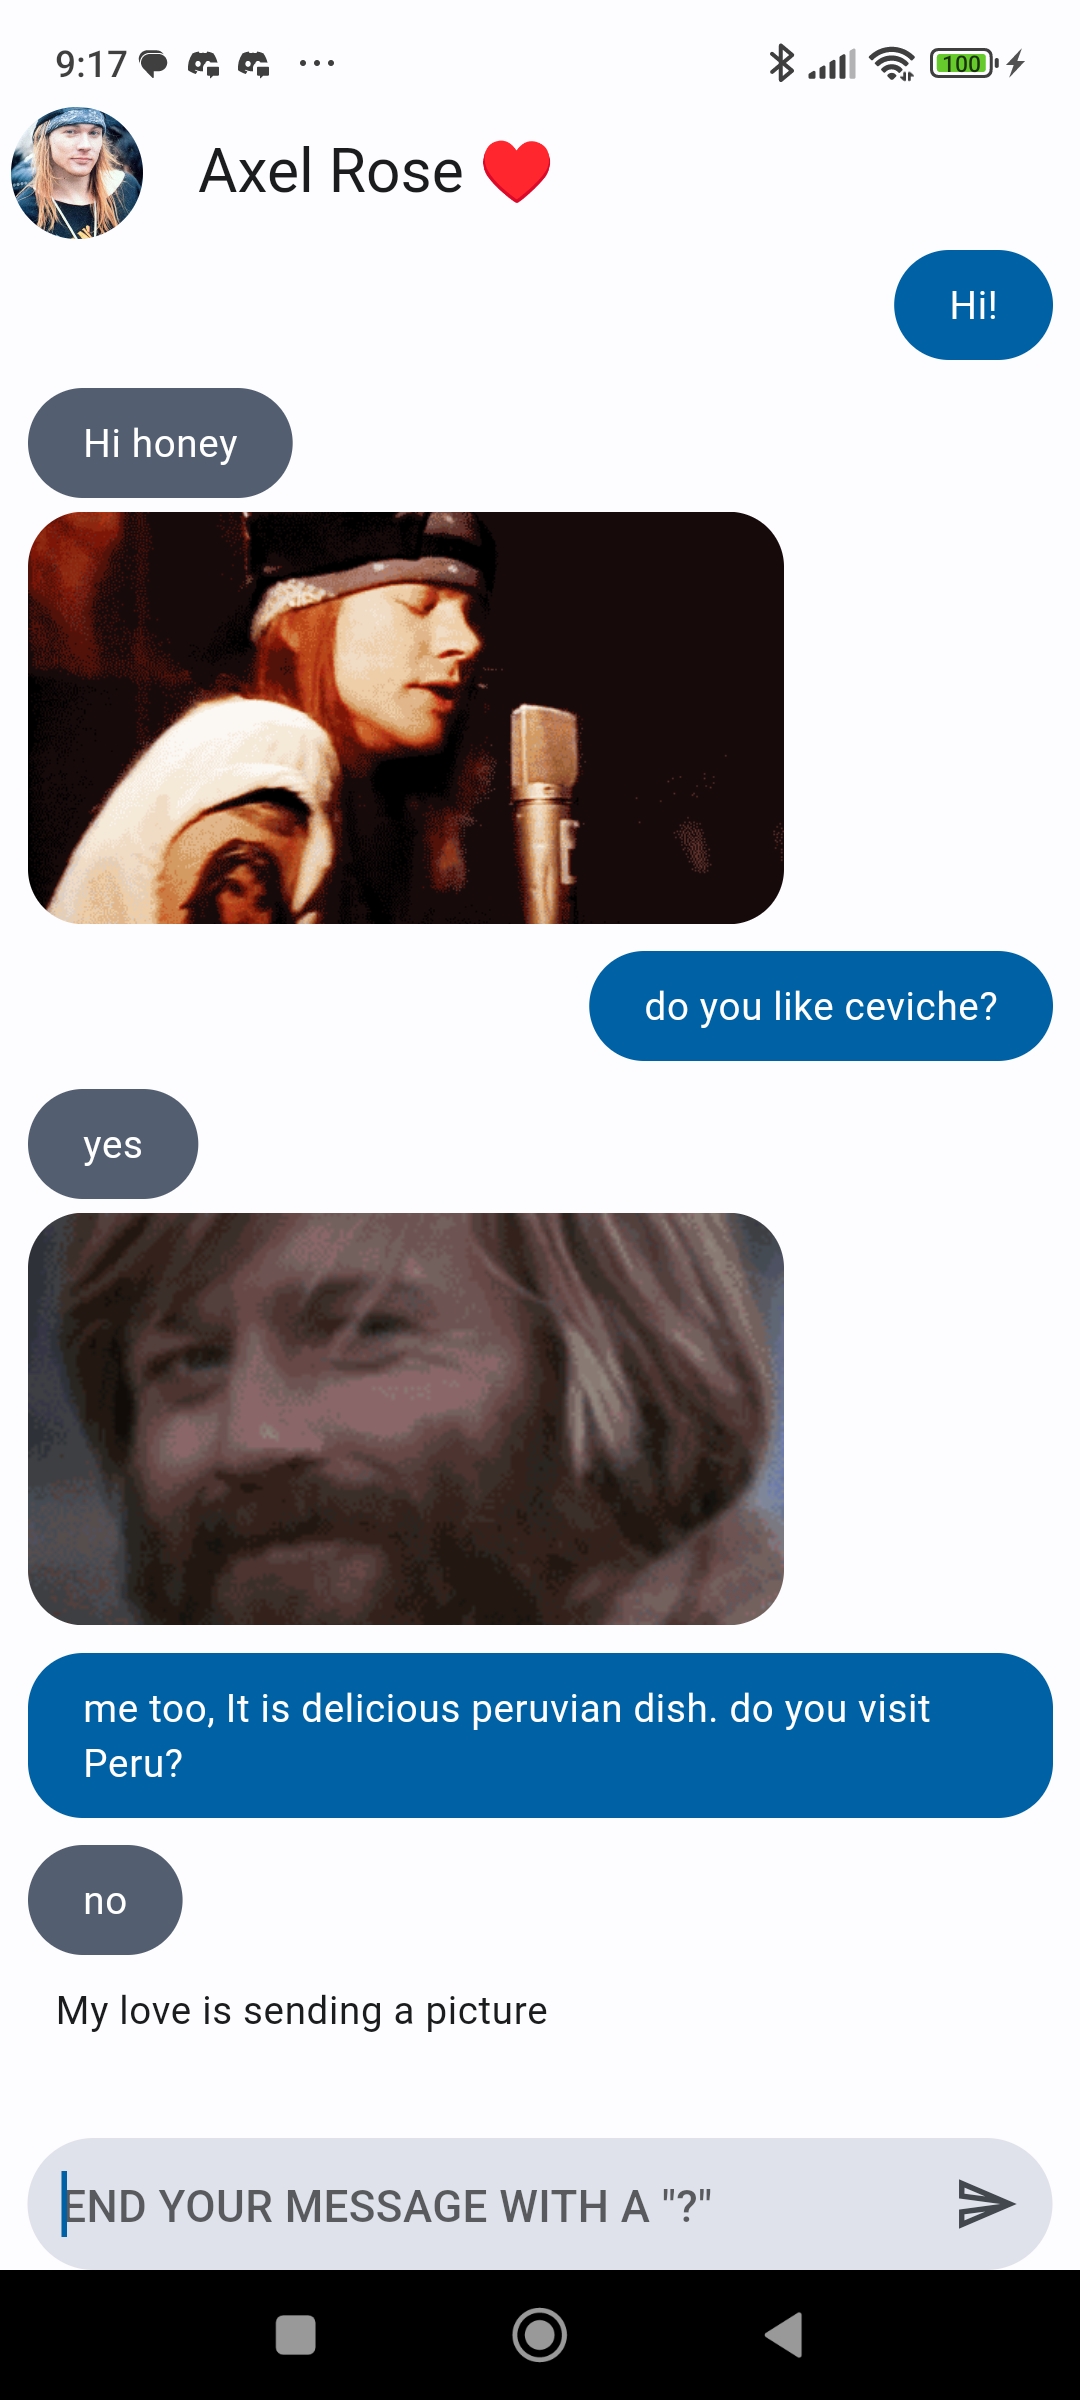 9:17
100
Axel Rose ❤️
Hi!
Hi honey
do you like ceviche?
yes
me too, It is delicious peruvian dish. do you visit
Peru?
no
My love is sending a picture
END YOUR MESSAGE WITH A "?"